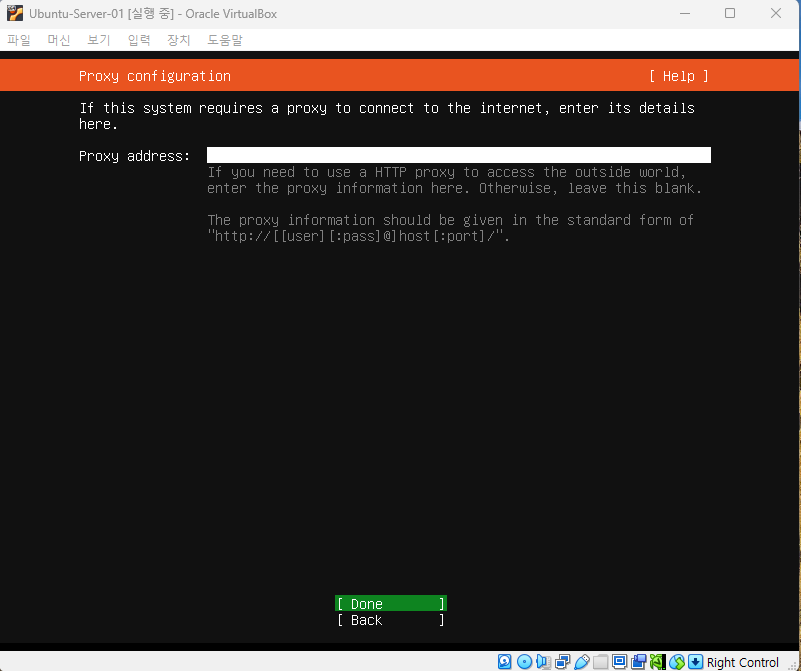 Ubuntu-Server-01 [실행 중] - Oracle VirtualBox
파일 머신 보기 입력 장치 도움말
Proxy configuration [ Help ]
If this system requires a proxy to connect to the internet, enter its details
here.
Proxy address:
If you need to use a HTTP proxy to access the outside world,
enter the proxy information here. Otherwise, leave this blank.
The proxy information should be given in the standard form of
"http://[[user][:pass]@]host[:port]/".
[ Done ]
[ Back ]
Right Control